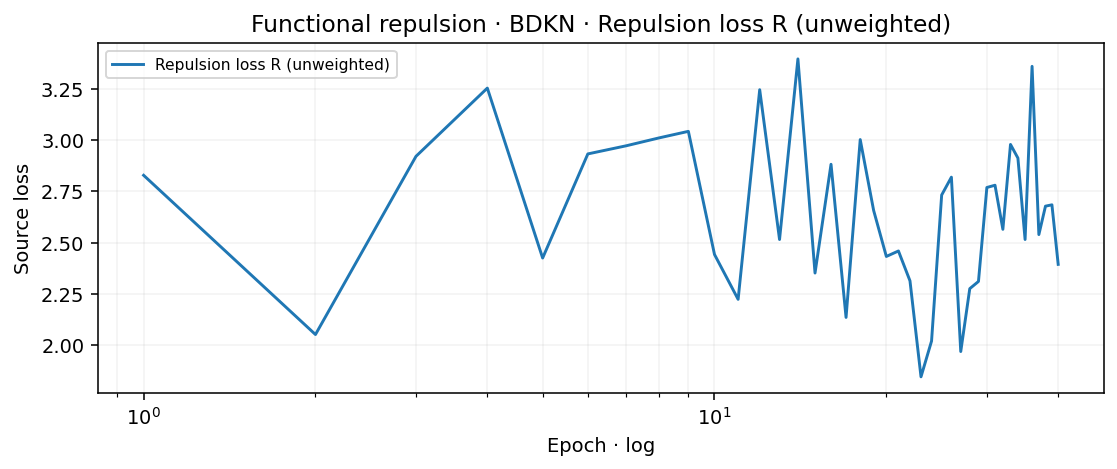 Functional repulsion · BDKN · Repulsion loss R (unweighted)
Repulsion loss R (unweighted)
Source loss
3.25
3.00
2.75
2.50
2.25
2.00
10⁰ 10¹
Epoch · log